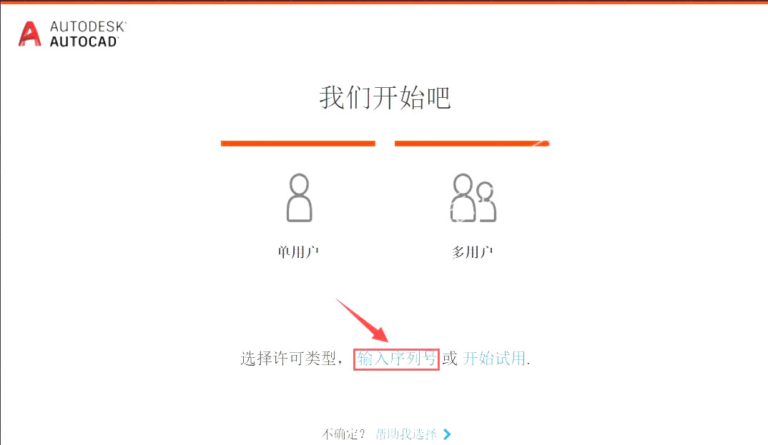 AUTODESK
AUTOCAD
我们开始吧
单用户 多用户
选择许可类型，输入序列号 或 开始试用.
不确定？ 帮助我选择